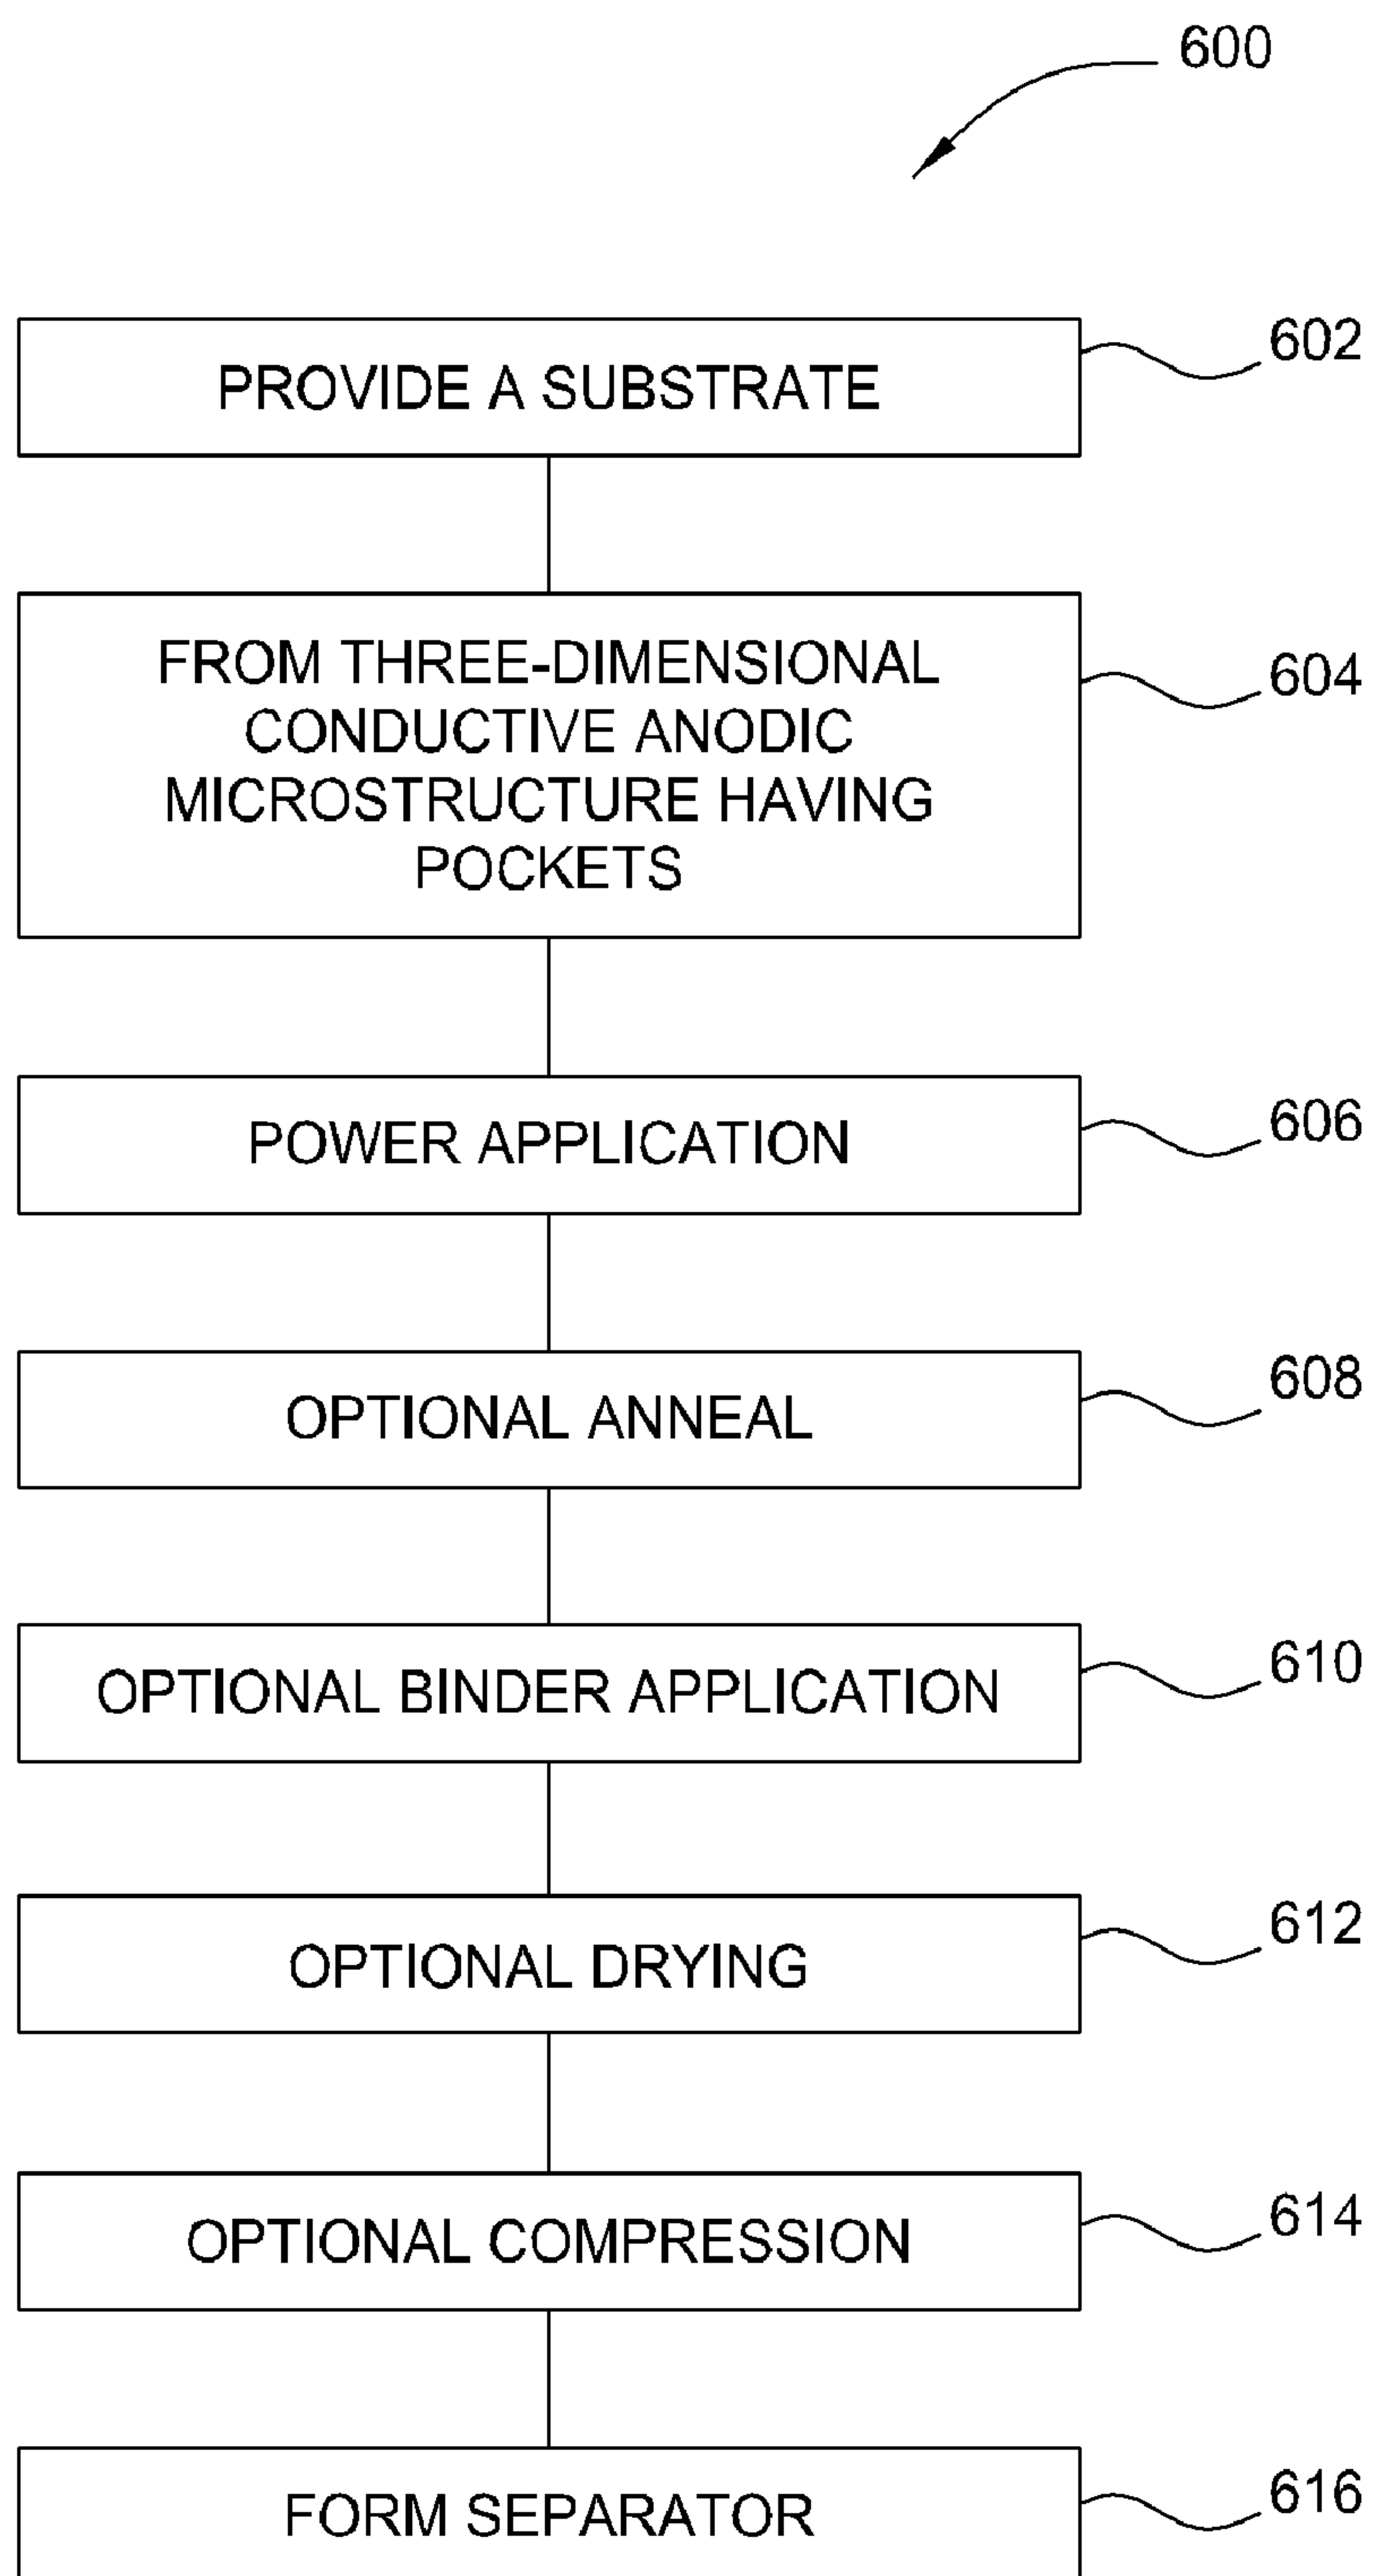 600
PROVIDE A SUBSTRATE
602
FROM THREE-DIMENSIONAL
CONDUCTIVE ANODIC
MICROSTRUCTURE HAVING
POCKETS
604
POWER APPLICATION
606
OPTIONAL ANNEAL
608
OPTIONAL BINDER APPLICATION
610
OPTIONAL DRYING
612
OPTIONAL COMPRESSION
614
FORM SEPARATOR
616